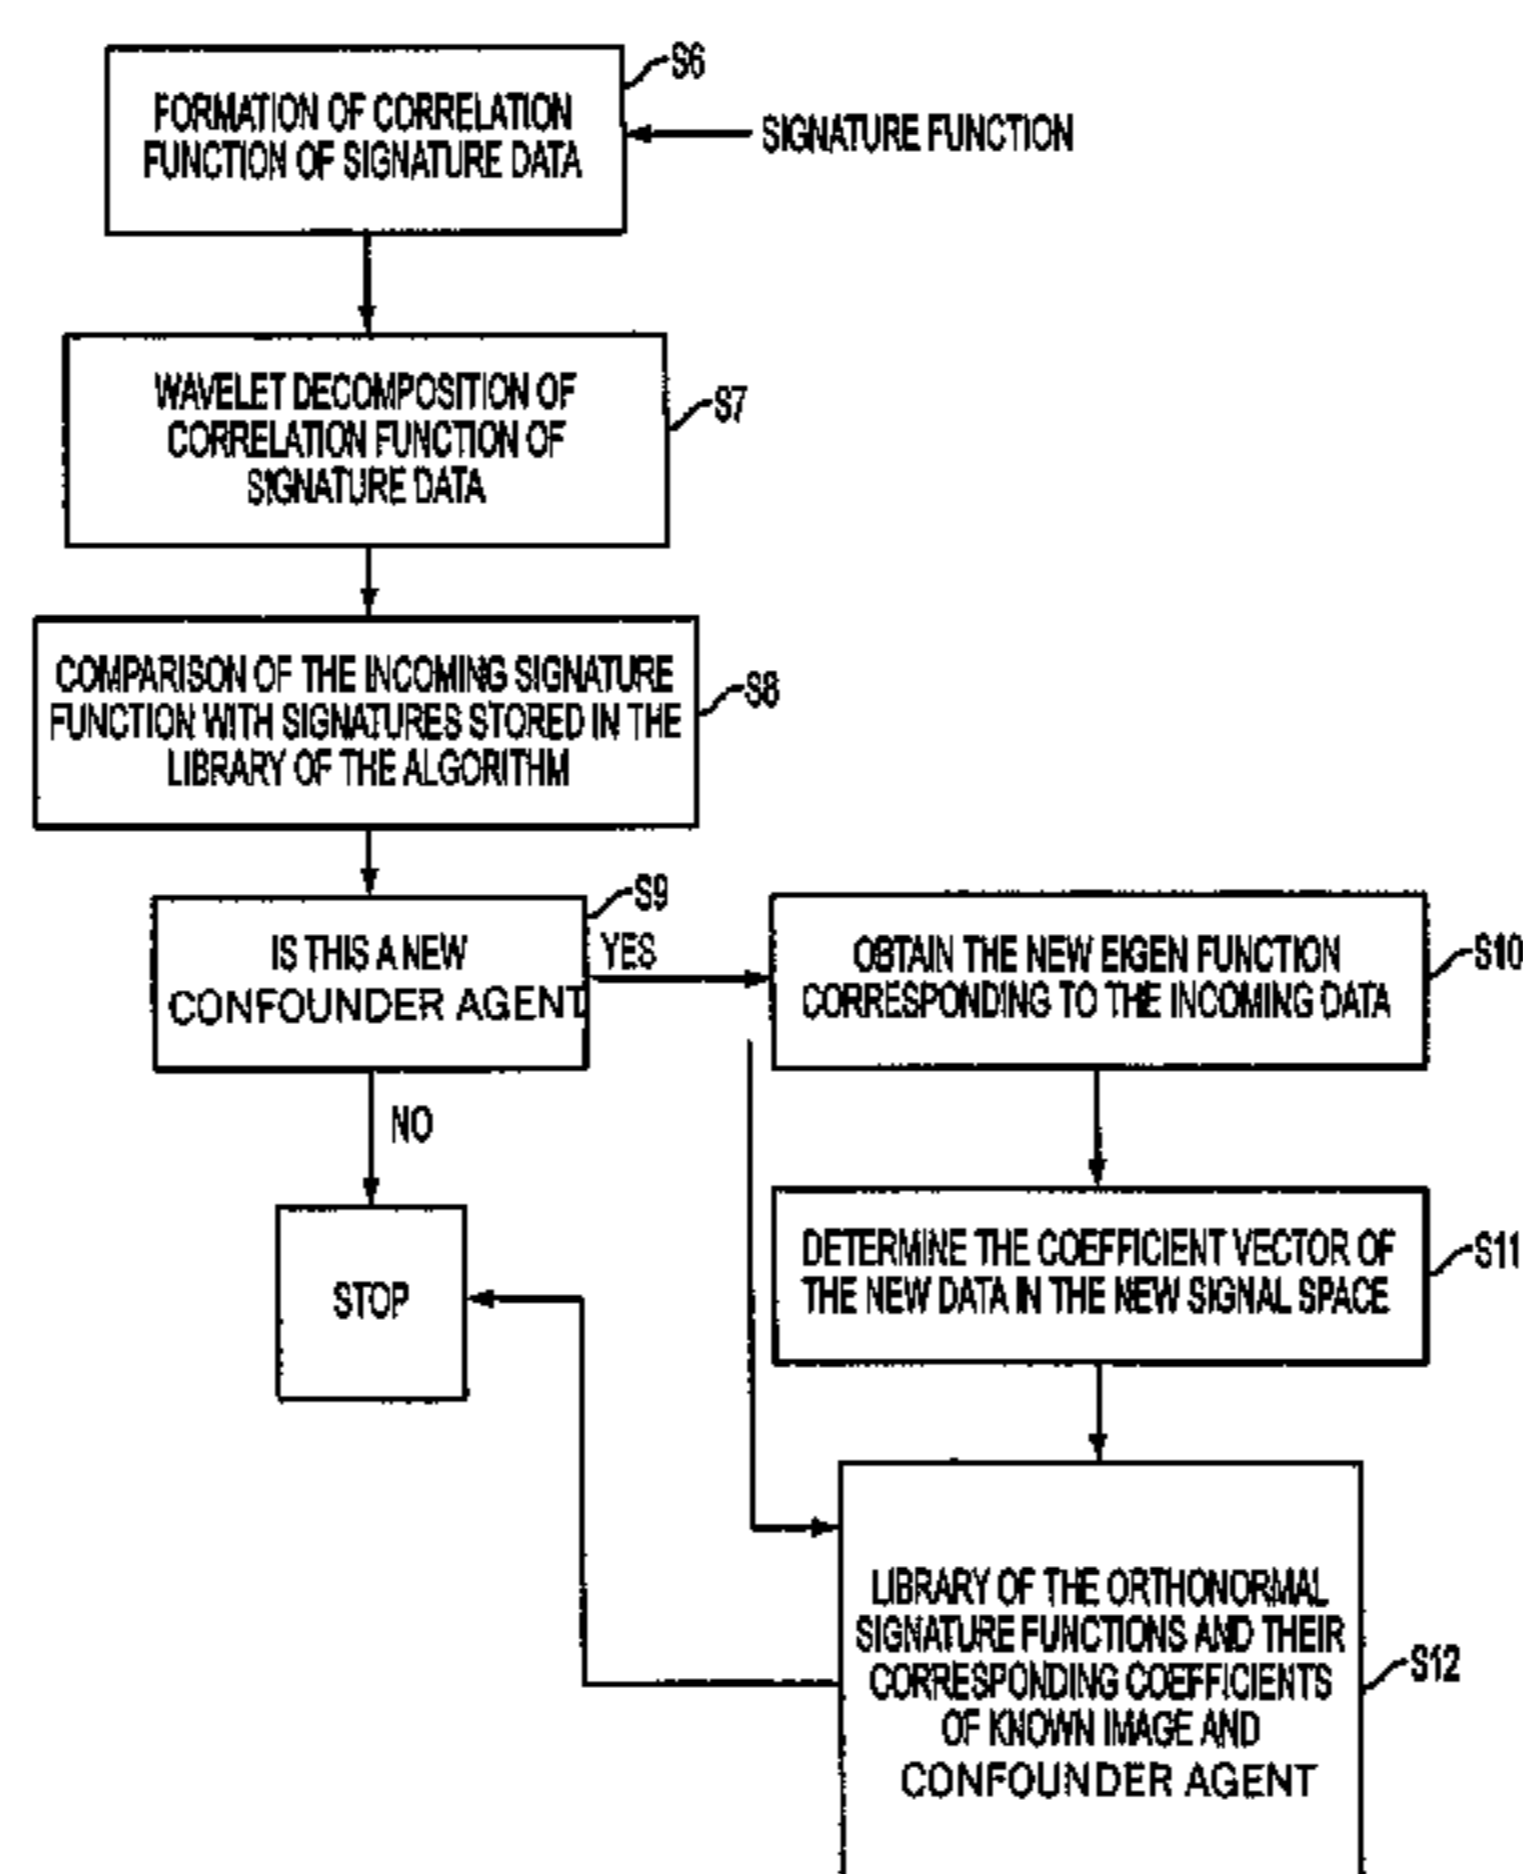 FORMATION OF CORRELATION
FUNCTION OF SIGNATURE DATA
S6
SIGNATURE FUNCTION
WAVELET DECOMPOSITION OF
CORRELATION FUNCTION OF
SIGNATURE DATA
S7
COMPARISON OF THE INCOMING SIGNATURE
FUNCTION WITH SIGNATURES STORED IN THE
LIBRARY OF THE ALGORITHM
S8
IS THIS A NEW
CONFOUNDER AGENT
S9
YES
NO
STOP
OBTAIN THE NEW EIGEN FUNCTION
CORRESPONDING TO THE INCOMING DATA
S10
DETERMINE THE COEFFICIENT VECTOR OF
THE NEW DATA IN THE NEW SIGNAL SPACE
S11
LIBRARY OF THE ORTHONORMAL
SIGNATURE FUNCTIONS AND THEIR
CORRESPONDING COEFFICIENTS
OF KNOWN IMAGE AND
CONFOUNDER AGENT
S12